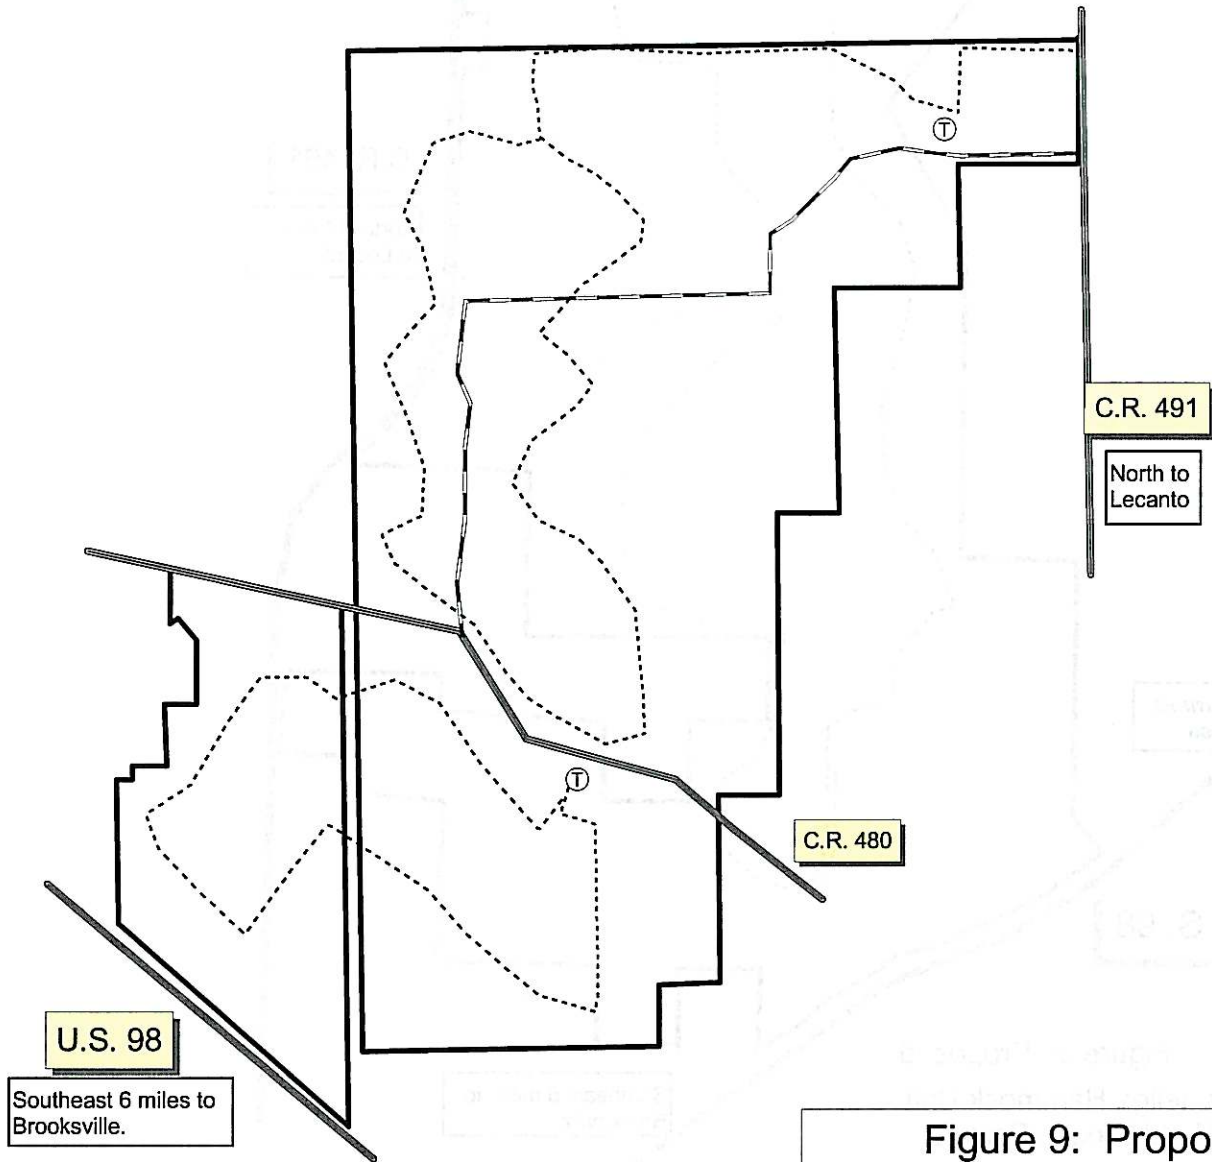 T
C.R. 491
North to
Lecanto
T
C.R. 480
U.S. 98
Southeast 6 miles to
Brooksville.
Figure 9: Propo